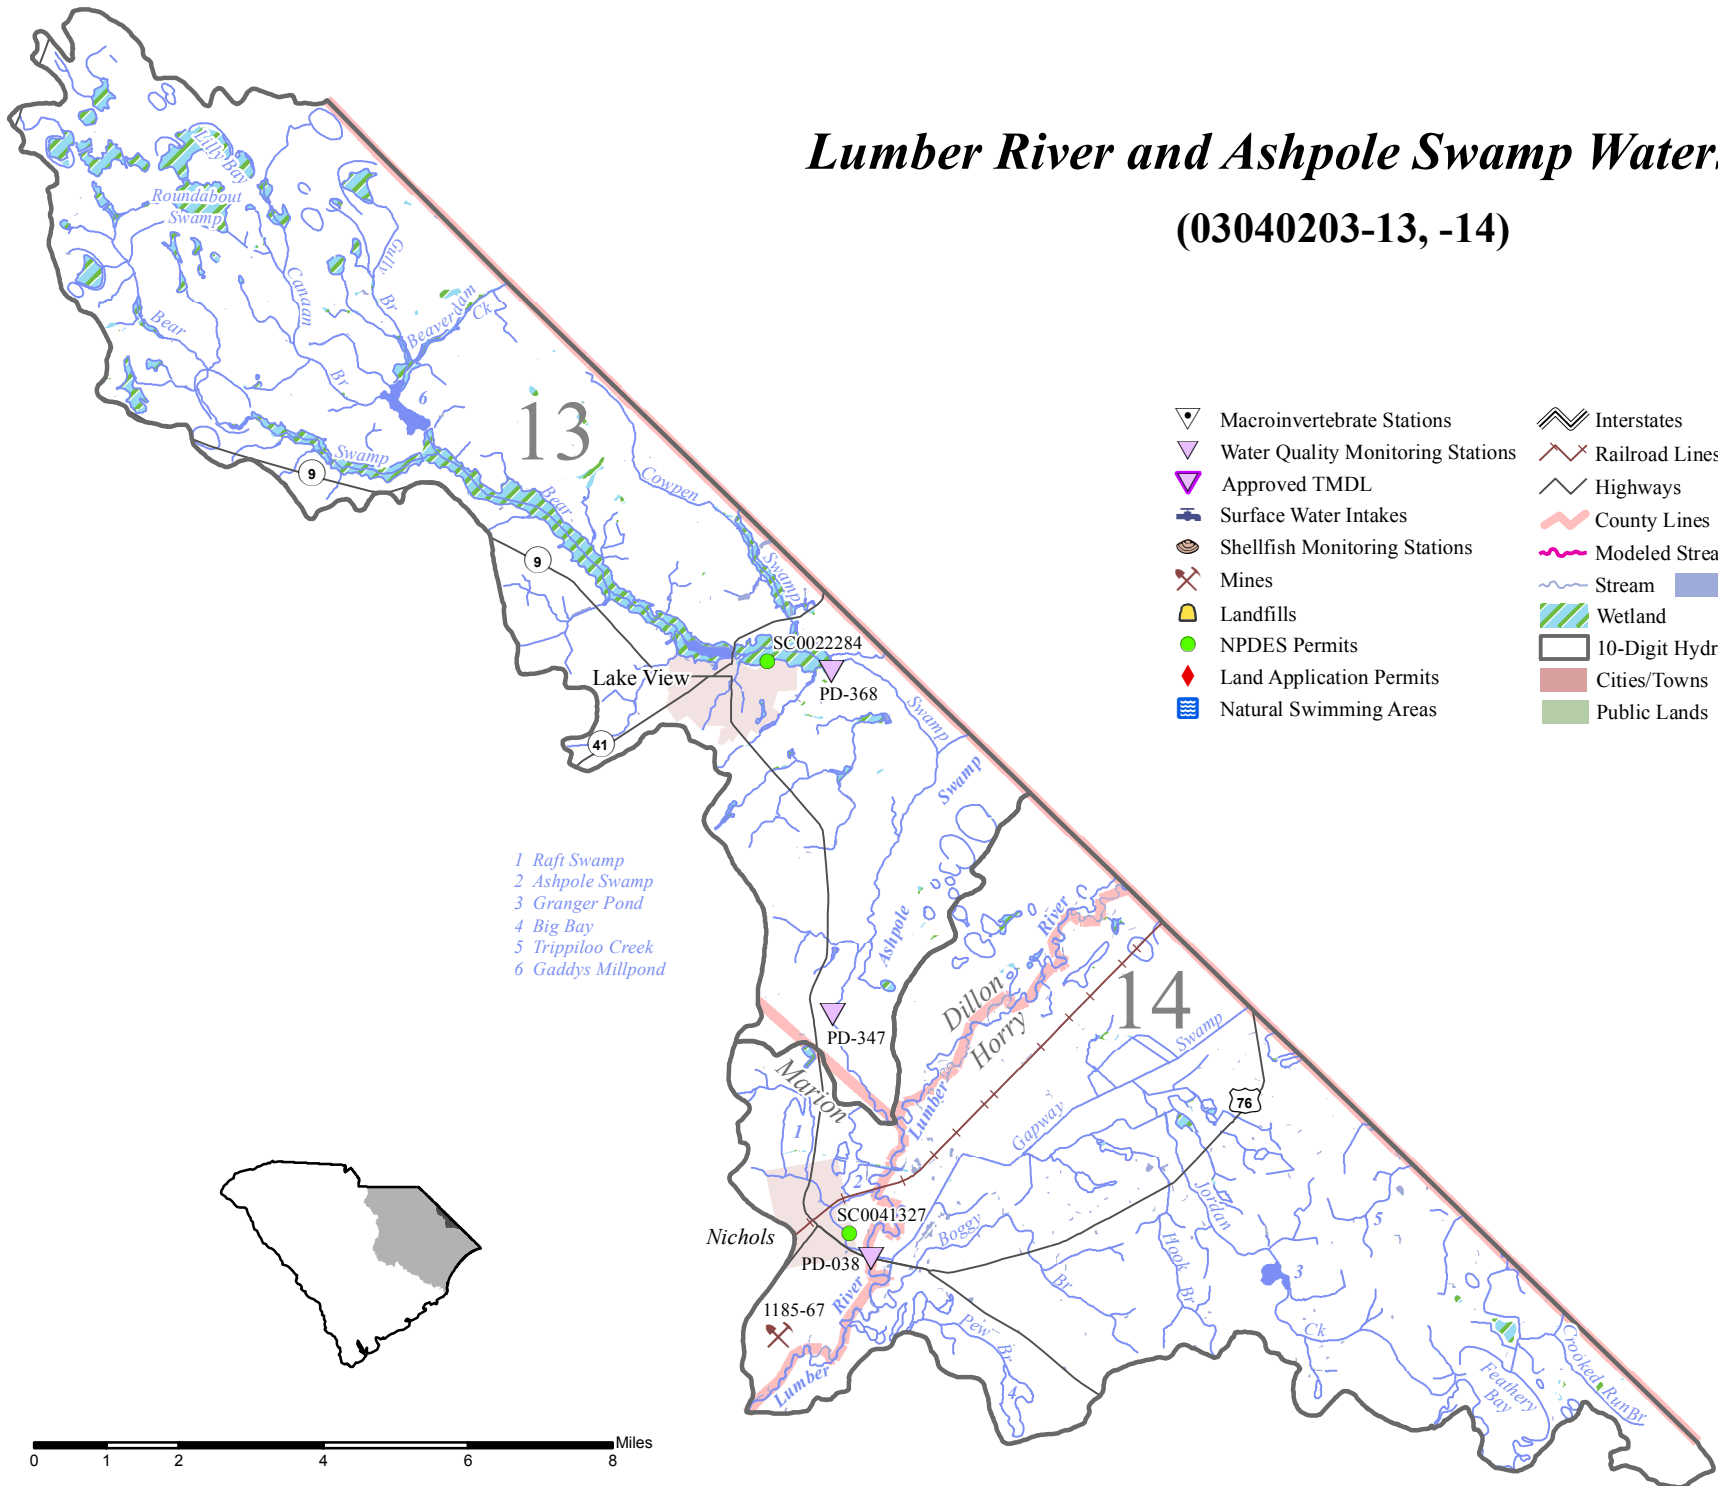 Lumber River and Ashpole Swamp Water
(03040203-13, -14)
Macroinvertebrate Stations
Water Quality Monitoring Stations
Approved TMDL
Surface Water Intakes
Shellfish Monitoring Stations
Mines
Landfills
NPDES Permits
Land Application Permits
Natural Swimming Areas
Interstates
Railroad Lines
Highways
County Lines
Modeled Strea
Stream
Wetland
10-Digit Hydr
Cities/Towns
Public Lands
Lilly Bay
Roundabout
Swamp
Gully
Br
Canaan
Br
Bear
Swamp
Beaverdam
Ck
6
13
9
Bear
Cowpen
Swamp
9
SC0022284
Lake View
PD-368
41
Swamp
Swamp
Ashpole
1 Raft Swamp
2 Ashpole Swamp
3 Granger Pond
4 Big Bay
5 Trippiloo Creek
6 Gaddys Millpond
River
Dillon
Horry
14
PD-347
Marion
Lumber
Swamp
Gapway
76
1
2
SC0041327
Nichols
PD-038
Boggy
Br
Jordan
Hook Br
5
3
River
1185-67
Lumber
Pew
Br
4
Ck
Feathery
Bay
Crooked Run Br
Miles
0 1 2 4 6 8